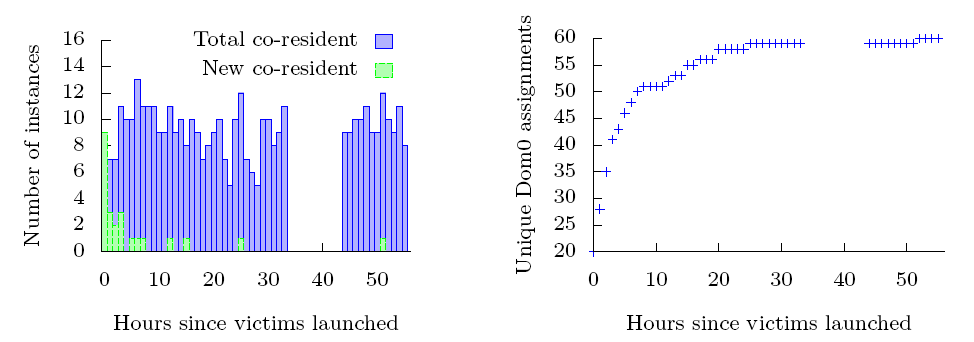 Total co-resident
New co-resident
Number of instances
16
14
12
10
8
6
4
2
0
0 10 20 30 40 50
Hours since victims launched
Unique Dom0 assignments
60
55
50
45
40
35
30
25
20
0 10 20 30 40 50
Hours since victims launched